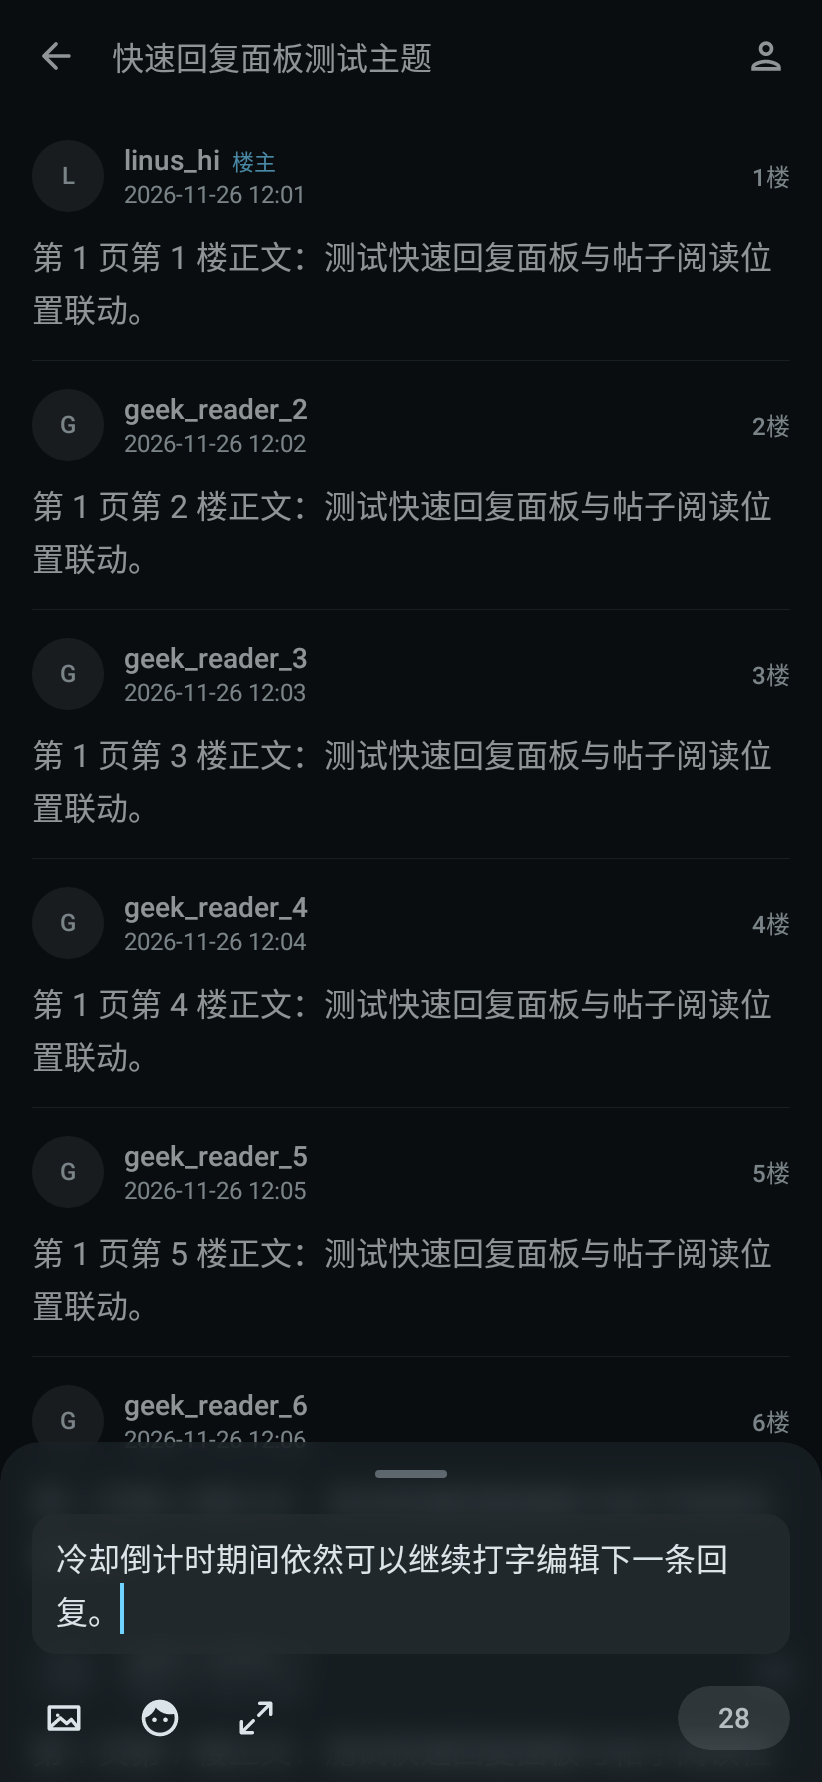 快速回复面板测试主题
L
linus_hi 楼主
2026-11-26 12:01
1楼
第 1 页第 1 楼正文：测试快速回复面板与帖子阅读位
置联动。
G
geek_reader_2
2026-11-26 12:02
2楼
第 1 页第 2 楼正文：测试快速回复面板与帖子阅读位
置联动。
G
geek_reader_3
2026-11-26 12:03
3楼
第 1 页第 3 楼正文：测试快速回复面板与帖子阅读位
置联动。
G
geek_reader_4
2026-11-26 12:04
4楼
第 1 页第 4 楼正文：测试快速回复面板与帖子阅读位
置联动。
G
geek_reader_5
2026-11-26 12:05
5楼
第 1 页第 5 楼正文：测试快速回复面板与帖子阅读位
置联动。
G
geek_reader_6
2026-11-26 12:06
6楼
冷却倒计时期间依然可以继续打字编辑下一条回
复。
28